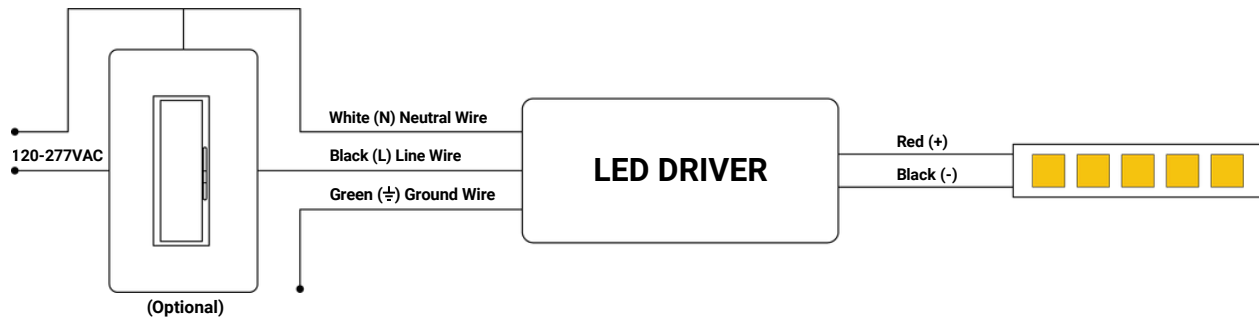 White (N) Neutral Wire
120-277VAC
Black (L) Line Wire
Green (⏚) Ground Wire
(Optional)
LED DRIVER
Red (+)
Black (-)